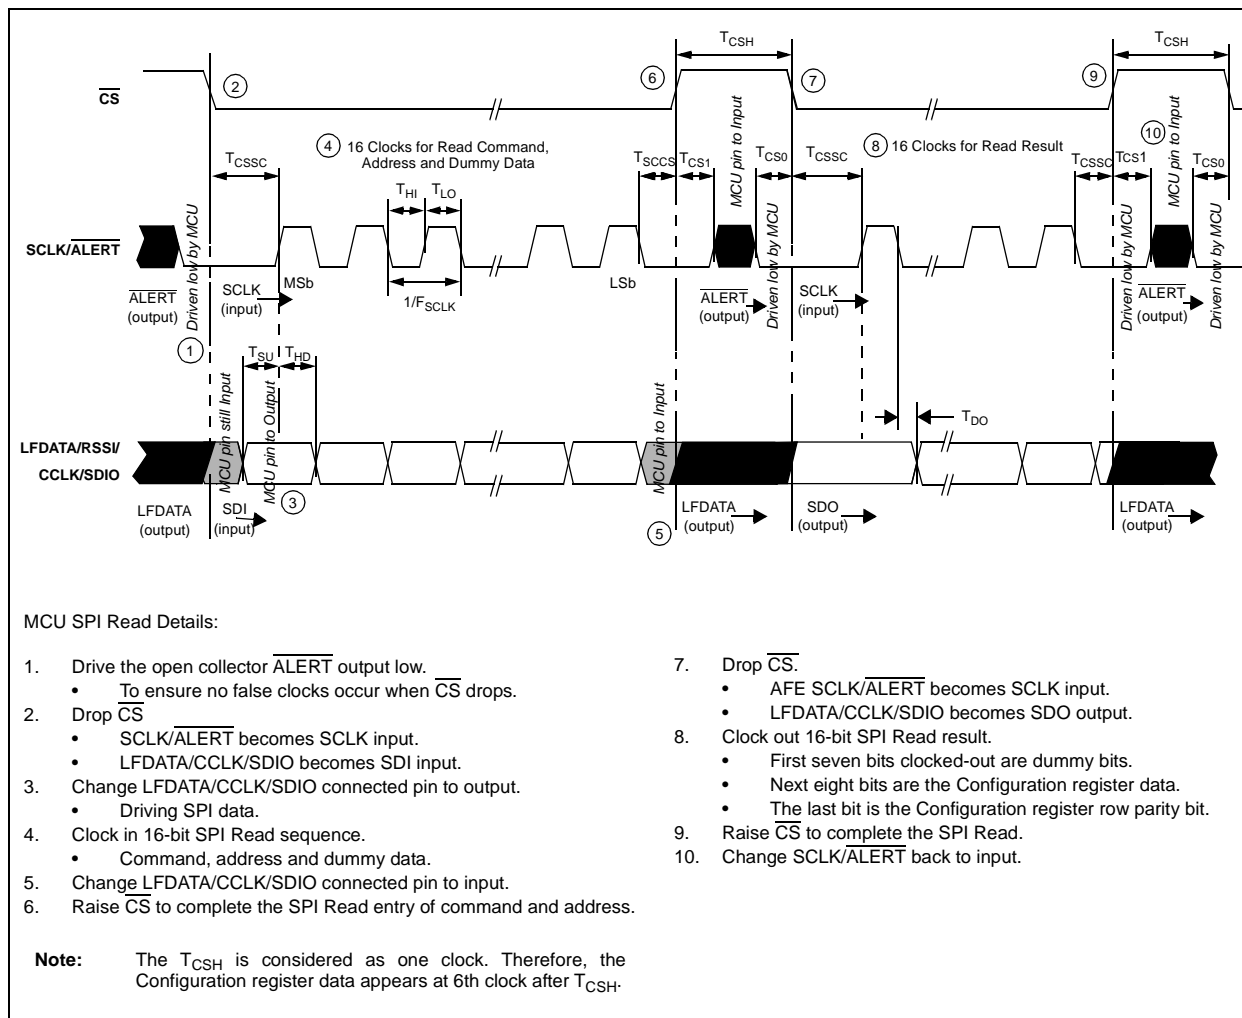 TCSH
TCSH
CS
2
6
7
9
4 16 Clocks for Read Command,
Address and Dummy Data
8 16 Clocks for Read Result
10
MCU pin to Input
MCU pin to Input
TCSSC
THI
TLO
TSCCS
TCS1
TCS0
TCSSC
TCSSC
TCS1
TCS0
SCLK/ALERT
Driven low by MCU
Driven low by MCU
Driven low by MCU
Driven low by MCU
ALERT
(output)
SCLK
(input)
MSb
1/FSCLK
LSb
ALERT
(output)
SCLK
(input)
ALERT
(output)
1
TSU
THD
MCU pin still Input
MCU pin to Output
MCU pin to Input
TDO
LFDATA/RSSI/
CCLK/SDIO
3
LFDATA
(output)
SDI
(input)
5
LFDATA
(output)
SDO
(output)
LFDATA
(output)
MCU SPI Read Details:
1. Drive the open collector ALERT output low.
• To ensure no false clocks occur when CS drops.
2. Drop CS
• SCLK/ALERT becomes SCLK input.
• LFDATA/CCLK/SDIO becomes SDI input.
3. Change LFDATA/CCLK/SDIO connected pin to output.
• Driving SPI data.
4. Clock in 16-bit SPI Read sequence.
• Command, address and dummy data.
5. Change LFDATA/CCLK/SDIO connected pin to input.
6. Raise CS to complete the SPI Read entry of command and address.
7. Drop CS.
• AFE SCLK/ALERT becomes SCLK input.
• LFDATA/CCLK/SDIO becomes SDO output.
8. Clock out 16-bit SPI Read result.
• First seven bits clocked-out are dummy bits.
• Next eight bits are the Configuration register data.
• The last bit is the Configuration register row parity bit.
9. Raise CS to complete the SPI Read.
10. Change SCLK/ALERT back to input.
Note: The TCSH is considered as one clock. Therefore, the
Configuration register data appears at 6th clock after TCSH.